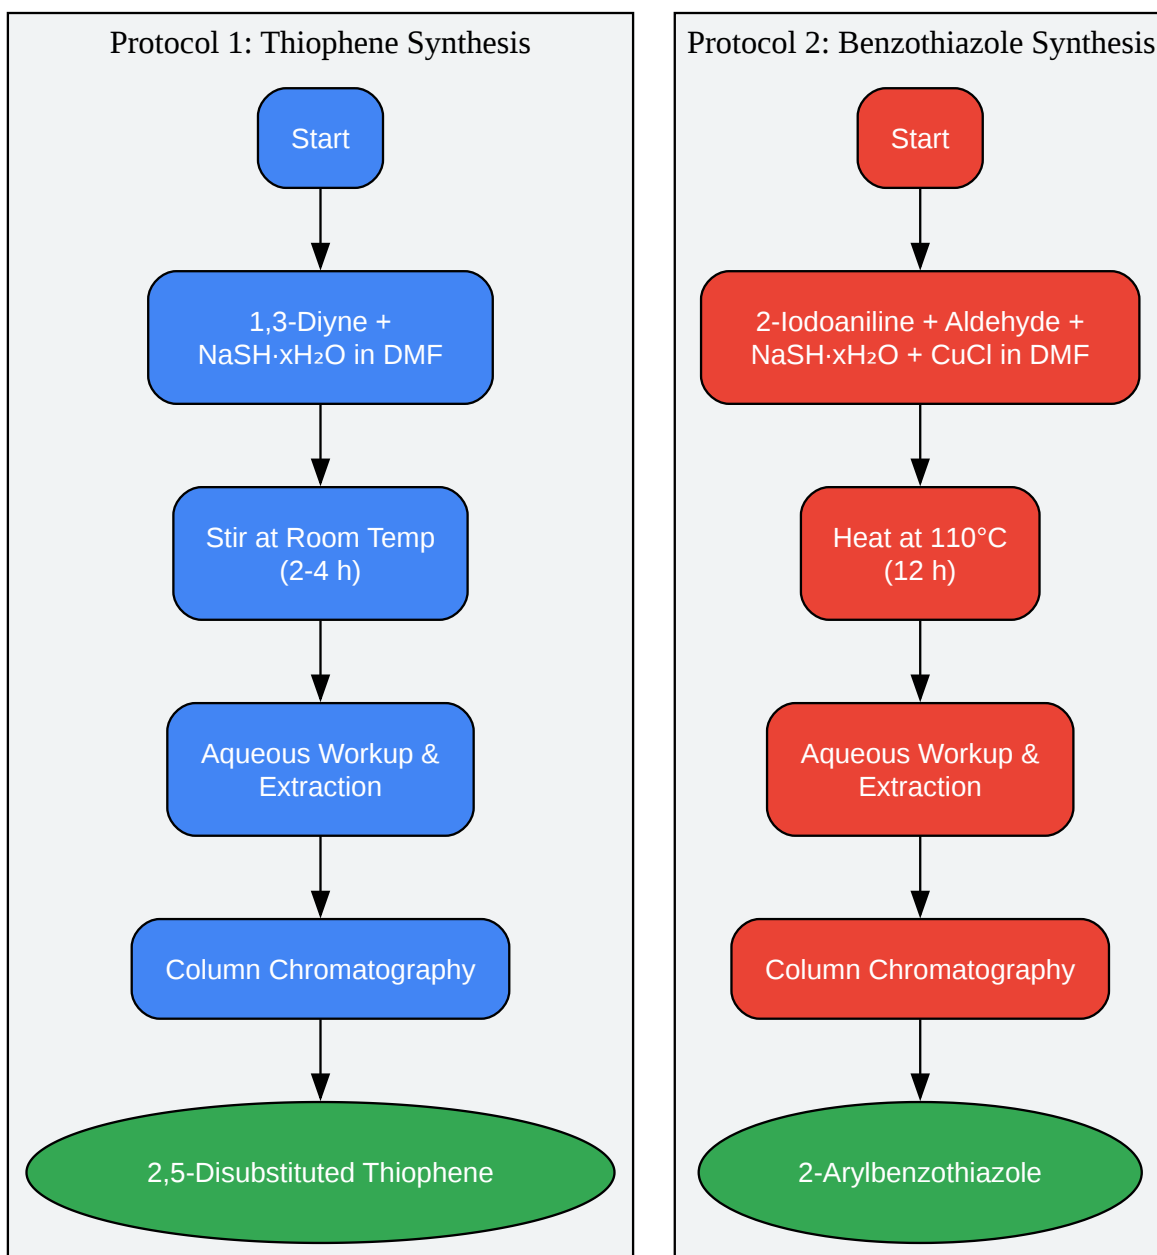 Protocol 1: Thiophene Synthesis
Start
1,3-Diyne +
NaSH·xH₂O in DMF
Stir at Room Temp
(2-4 h)
Aqueous Workup &
Extraction
Column Chromatography
2,5-Disubstituted Thiophene
Protocol 2: Benzothiazole Synthesis
Start
2-Iodoaniline + Aldehyde +
NaSH·xH₂O + CuCl in DMF
Heat at 110°C
(12 h)
Aqueous Workup &
Extraction
Column Chromatography
2-Arylbenzothiazole